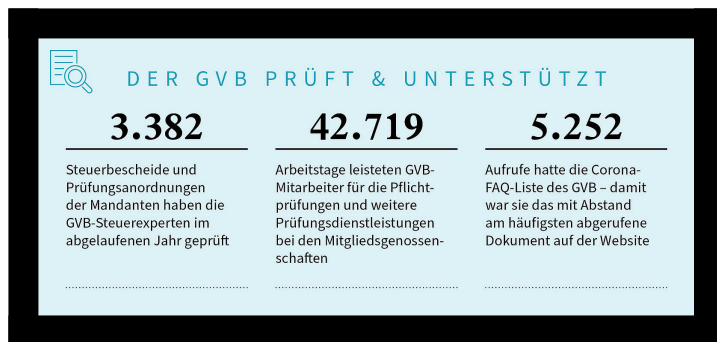 DER GVB PRÜFT & UNTERSTÜTZT
3.382
Steuerbescheide und
Prüfungsanordnungen
der Mandanten haben die
GVB-Steuerexperten im
abgelaufenen Jahr geprüft
42.719
Arbeitstage leisteten GVB-
Mitarbeiter für die Pflicht-
prüfungen und weitere
Prüfungsdienstleistungen
bei den Mitgliedsgenossen-
schaften
5.252
Aufrufe hatte die Corona-
FAQ-Liste des GVB – damit
war sie das mit Abstand
am häufigsten abgerufene
Dokument auf der Website